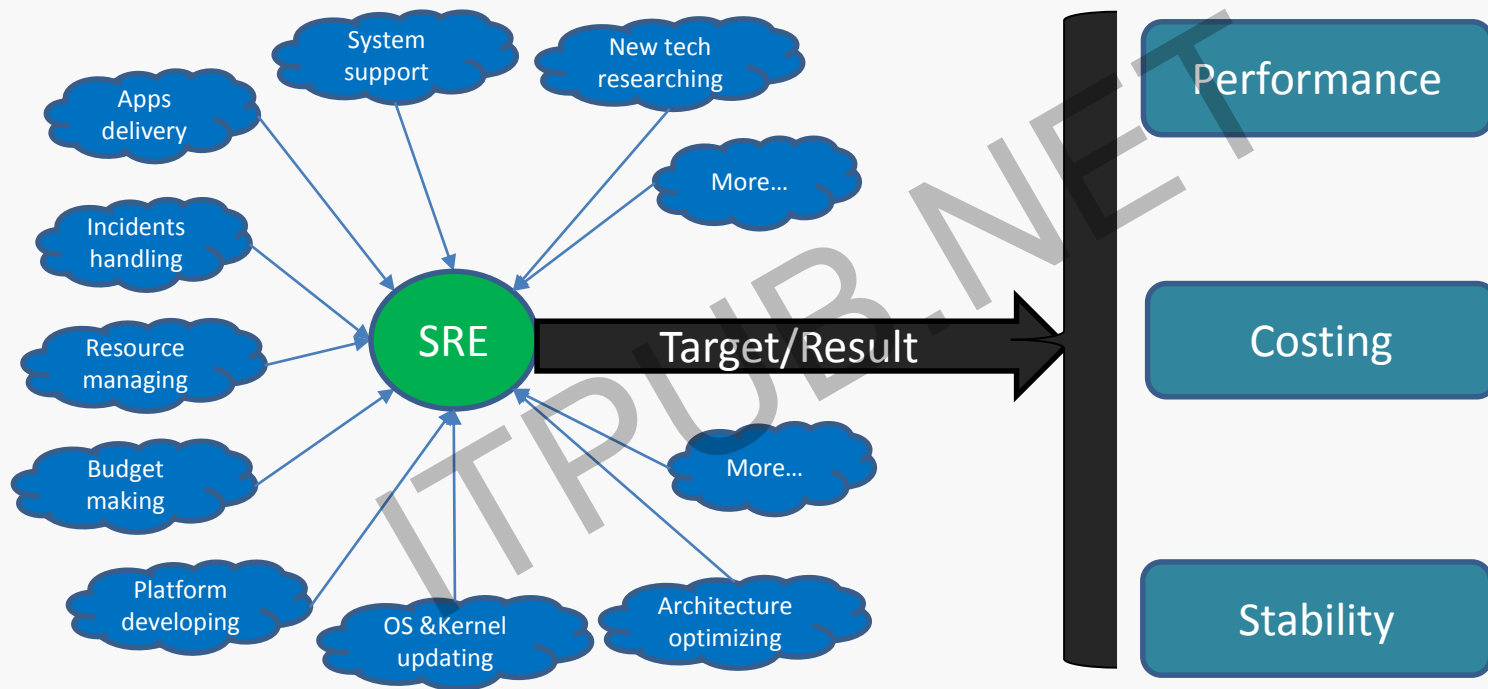 System
support
New tech
researching
Apps
delivery
More...
Incidents
handling
Resource
managing
Budget
making
Platform
developing
OS &Kernel
updating
Architecture
optimizing
More...
SRE
Target/Result
Performance
Costing
Stability
ITPUB.NET